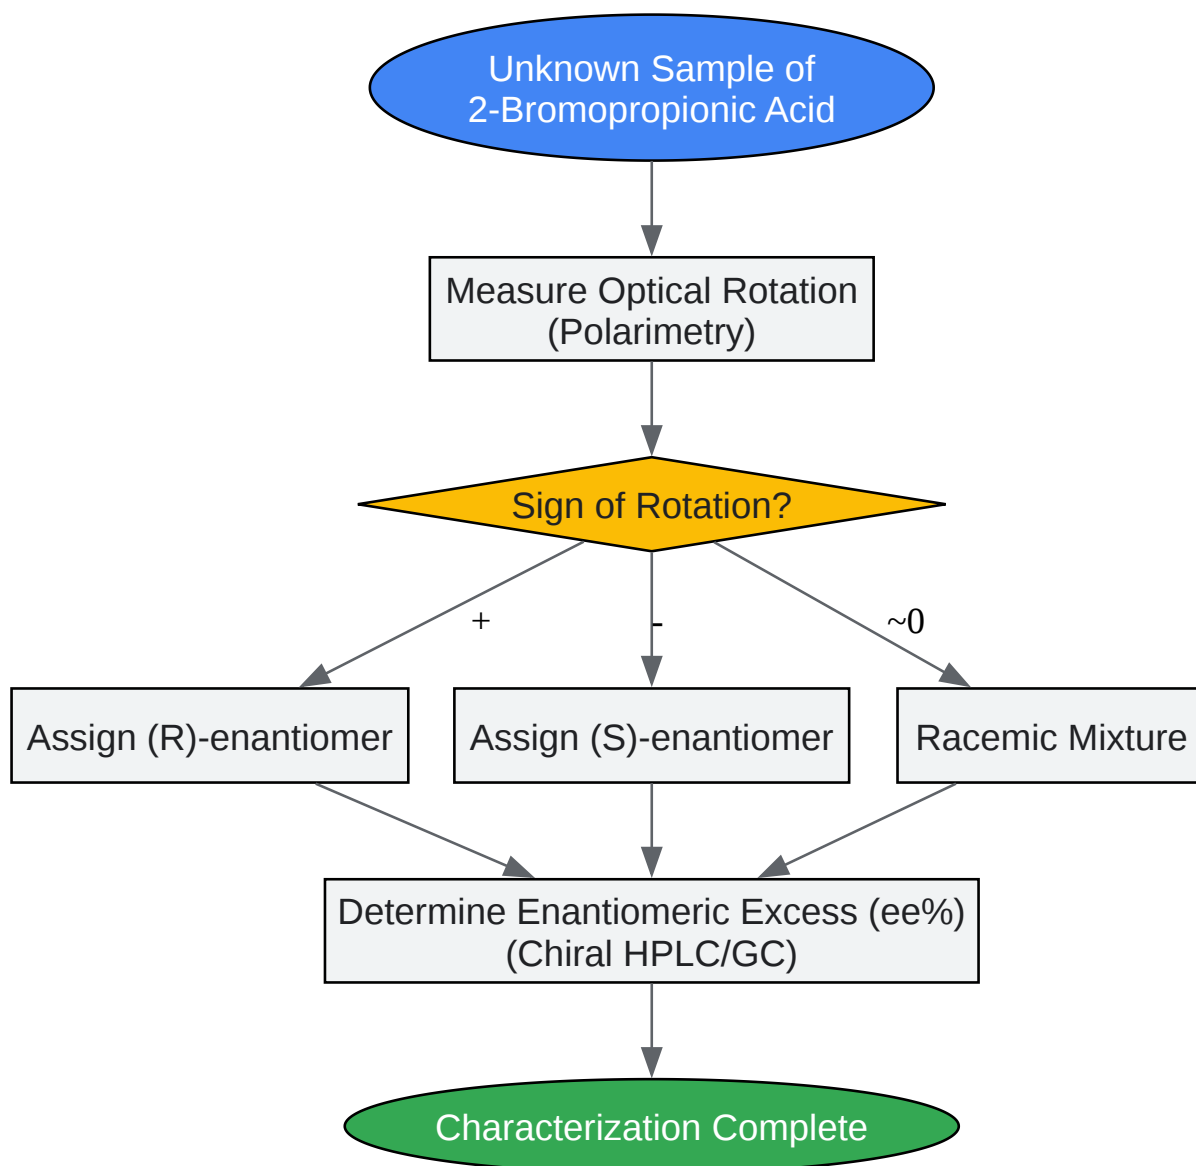 Unknown Sample of
2-Bromopropionic Acid
Measure Optical Rotation
(Polarimetry)
Sign of Rotation?
+
-
~0
Assign (R)-enantiomer
Assign (S)-enantiomer
Racemic Mixture
Determine Enantiomeric Excess (ee%)
(Chiral HPLC/GC)
Characterization Complete